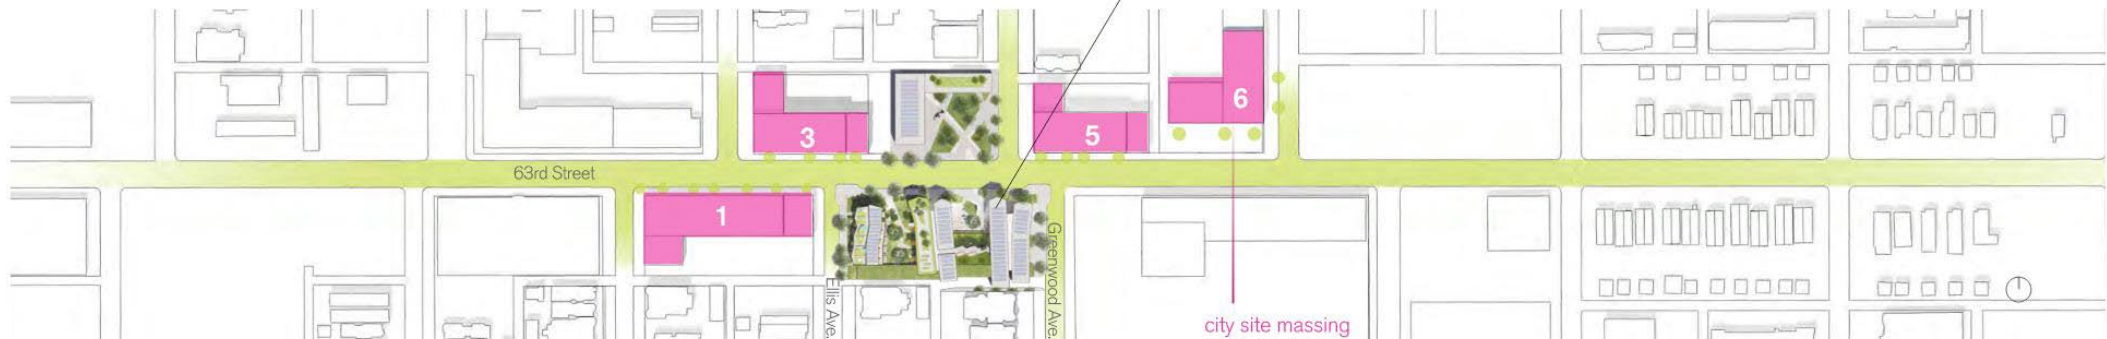 6
3
5
63rd Street
1
Ellis Ave.
Greenwood Ave.
city site massing